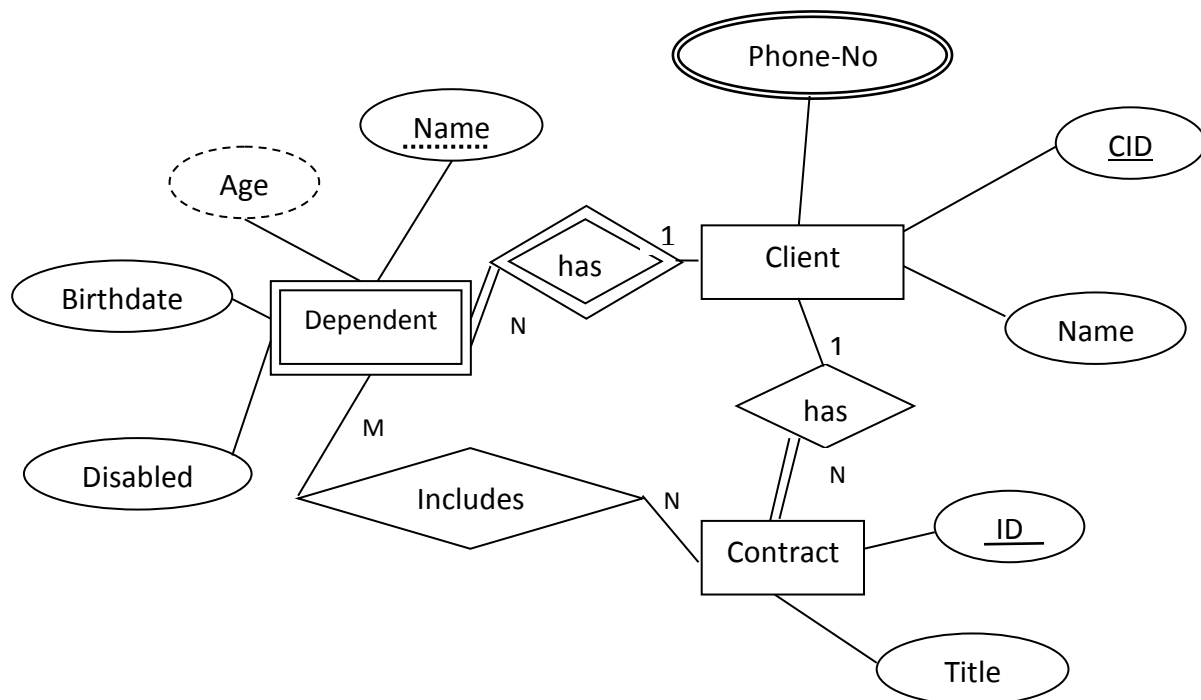 Phone-No
Name
CID
Age
1
Client
has
Birthdate
Dependent
N
Name
1
has
M
Disabled
N
Includes
N
ID
Contract
Title